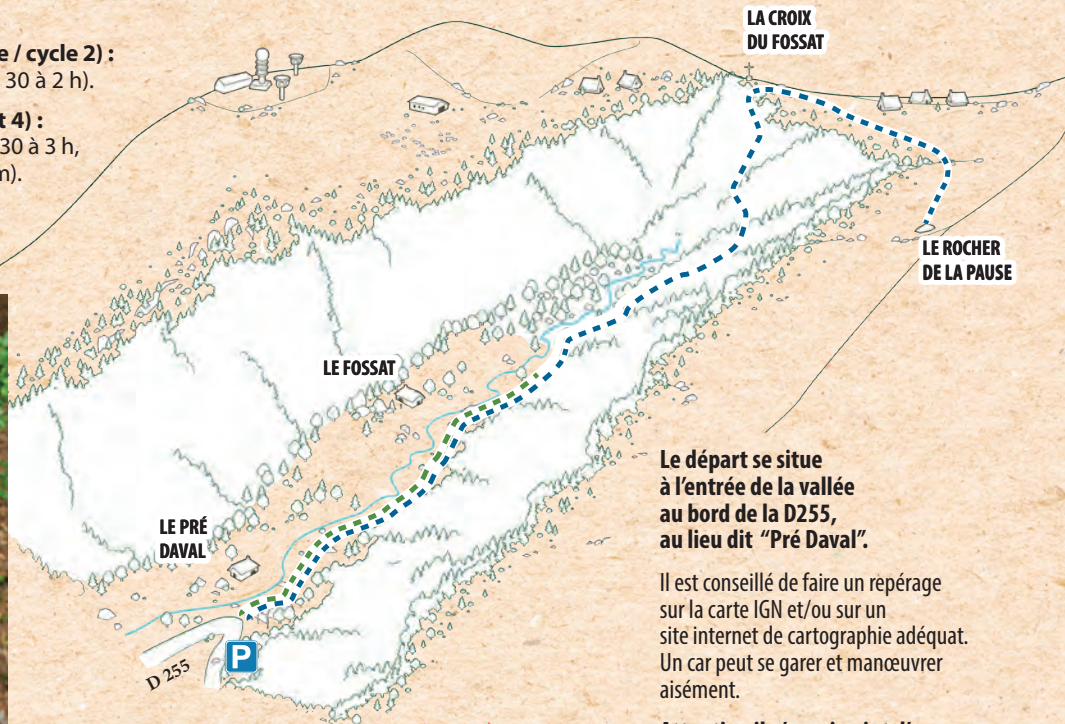 e / cycle 2) :
30 à 2 h).
t 4) :
30 à 3 h,
m).
LA CROIX
DU FOSSAT
LE ROCHER
DE LA PAUSE
LE FOSSAT
LE PRÉ
DAVAL
P
D 255
Le départ se situe
à l'entrée de la vallée
au bord de la D255,
au lieu dit "Pré Daval".
Il est conseillé de faire un repérage
sur la carte IGN et/ou sur un
site internet de cartographie adéquat.
Un car peut se garer et manœuvrer
aisément.